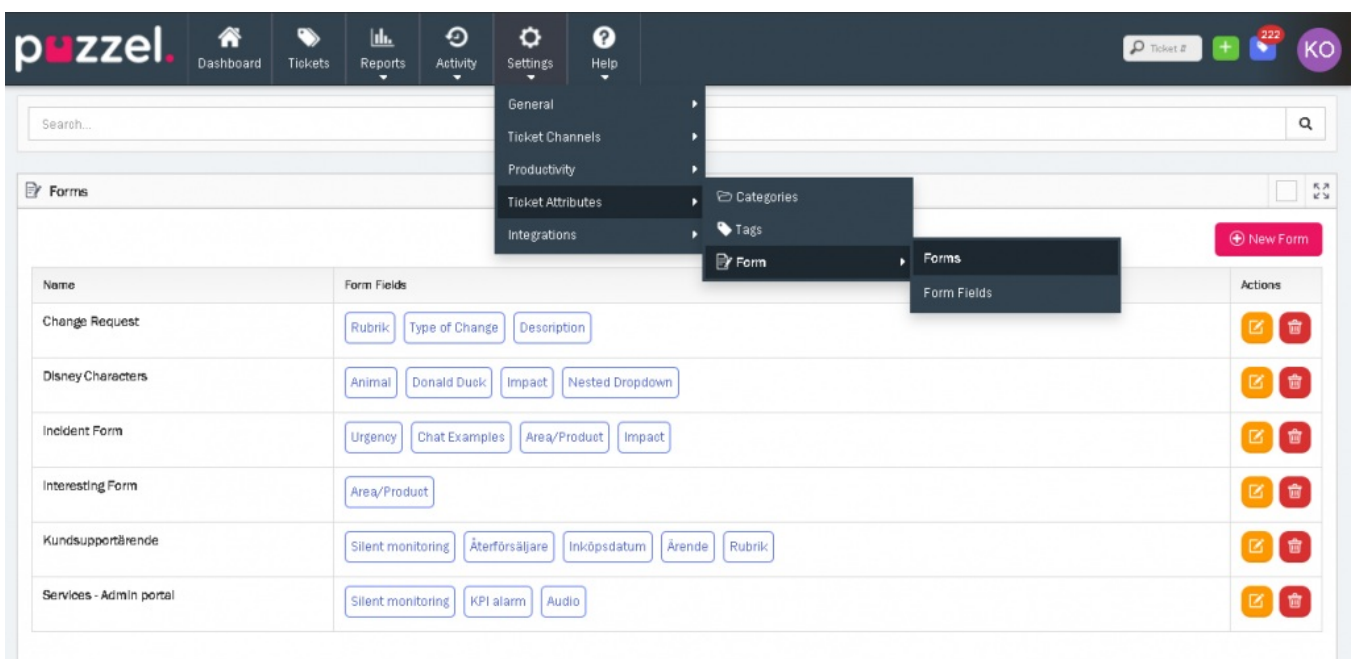 puzzel.
Dashboard
Tickets
Reports
Activity
Settings
Help
Ticket #
222
KO
General
Ticket Channels
Productivity
Ticket Attributes
Integrations
Categories
Tags
Form
Forms
Form Fields
Search...
Forms
New Form
Name Form Fields Actions
Change Request Rubrik Type of Change Description
Disney Characters Animal Donald Duck Impact Nested Dropdown
Incident Form Urgency Chat Examples Area/Product Impact
Interesting Form Area/Product
Kundsupportärende Silent monitoring Återförsäljare Inköpsdatum Ärende Rubrik
Services - Admin portal Silent monitoring KPI alarm Audio